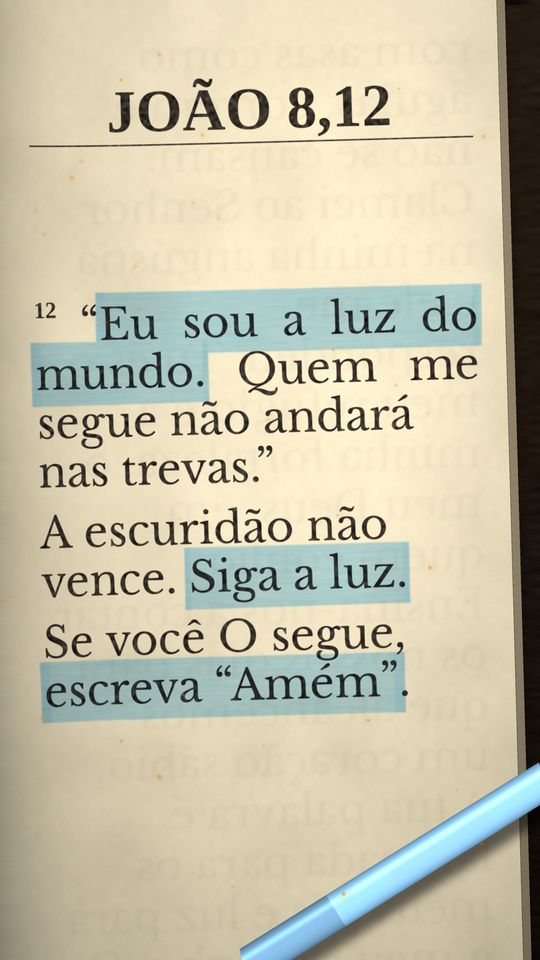 JOÃO 8,12
12 “Eu sou a luz do
mundo. Quem me
segue não andará
nas trevas.”
A escuridão não
vence. Siga a luz.
Se você O segue,
escreva “Amém”.